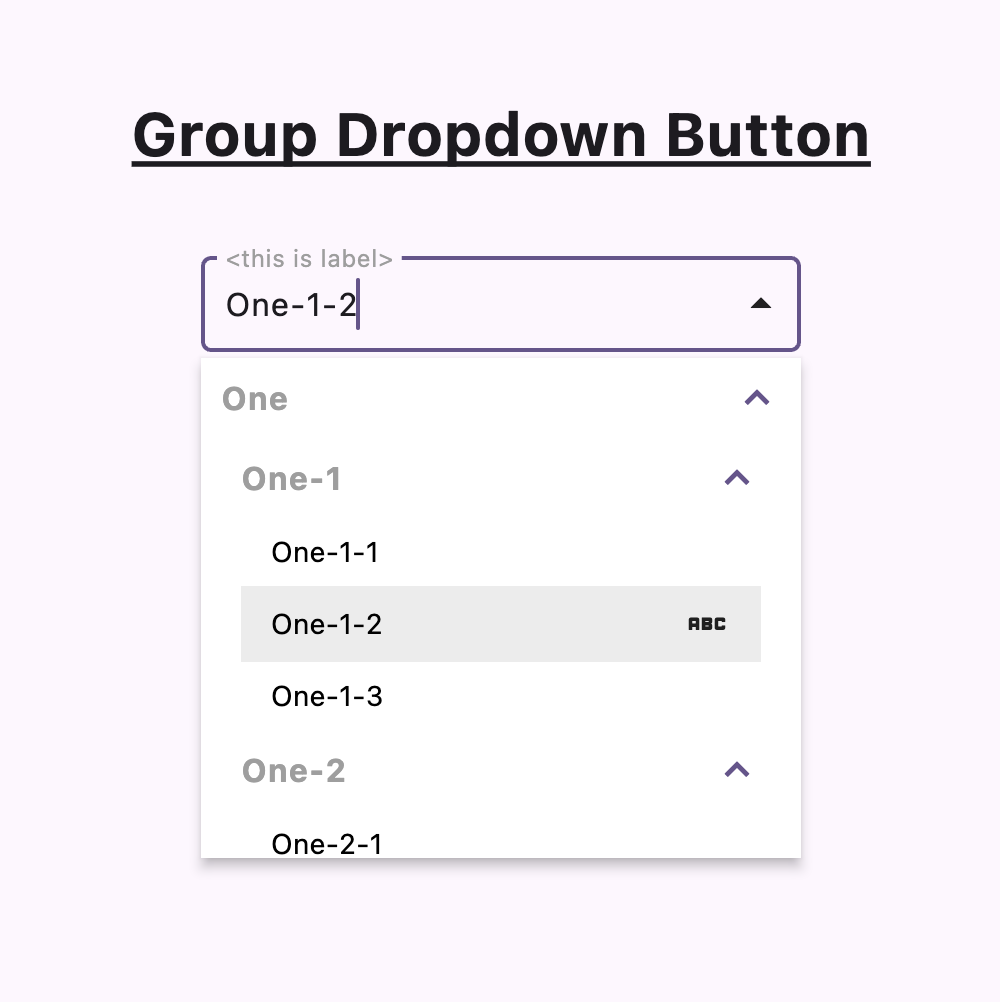 Group Dropdown Button
<this is label>
One-1-2
One
One-1
One-1-1
One-1-2 ABC
One-1-3
One-2
One-2-1